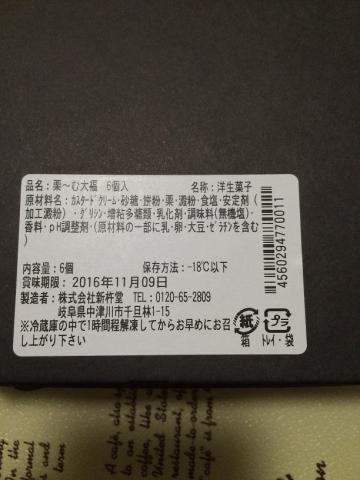 品名：栗～む大福 6個入 名称：洋生菓子
原材料名：ｶｽﾀｰﾄﾞｸﾘｰﾑ・砂糖・餅粉・栗・澱粉・食塩・安定剤（
加工澱粉）・ｸﾞﾘｼﾝ・増粘多糖類・乳化剤・調味料(無機塩)・
香料・pH調整剤・(原材料の一部に乳・卵・大豆・ｾﾞﾗﾁﾝを含む
)
4560294770011
内容量：6個 保存方法：-18℃以下
賞味期限：2016年11月09日
製造者：株式会社新杵堂 TEL：0120-65-2809
岐阜県中津川市千旦林1-15
※冷蔵庫の中で1時間程解凍してからお早めにお召
し上がり下さい
紙
箱
プラ
ﾄﾚｲ・袋
A café, also
coffee, like
United States
restaurant, of